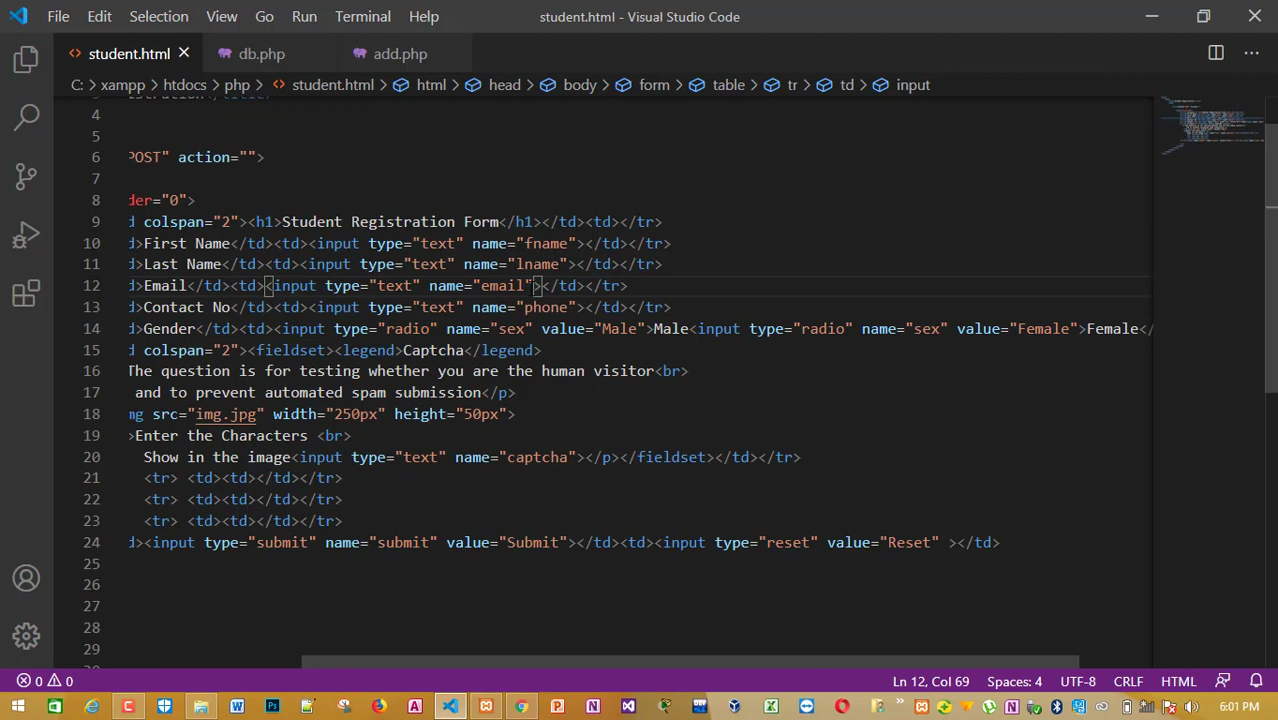 File Edit Selection View Go Run Terminal Help student.html - Visual Studio Code
student.html db.php add.php
C: > xampp > htdocs > php > student.html > html > head > body > form > table > tr > td > input
4
5
6 POST" action="">
7
8 der="0">
9 d colspan="2"><h1>Student Registration Form</h1></td><td></tr>
10 d>First Name</td><td><input type="text" name="fname"></td></tr>
11 d>Last Name</td><td><input type="text" name="lname"></td></tr>
12 d>Email</td><td><input type="text" name="email"></td></tr>
13 d>Contact No</td><td><input type="text" name="phone"></td></tr>
14 d>Gender</td><td><input type="radio" name="sex" value="Male">Male<input type="radio" name="sex" value="Female">Female</
15 d colspan="2"><fieldset><legend>Captcha</legend>
16 The question is for testing whether you are the human visitor<br>
17 and to prevent automated spam submission</p>
18 mg src="img.jpg" width="250px" height="50px">
19 >Enter the Characters <br>
20 Show in the image<input type="text" name="captcha"></p></fieldset></td></tr>
21 <tr> <td><td></td></tr>
22 <tr> <td><td></td></tr>
23 <tr> <td><td></td></tr>
24 d><input type="submit" name="submit" value="Submit"></td><td><input type="reset" value="Reset" ></td>
25
26
27
28
29
0 0 Ln 12, Col 69 Spaces: 4 UTF-8 CRLF HTML
6:01 PM